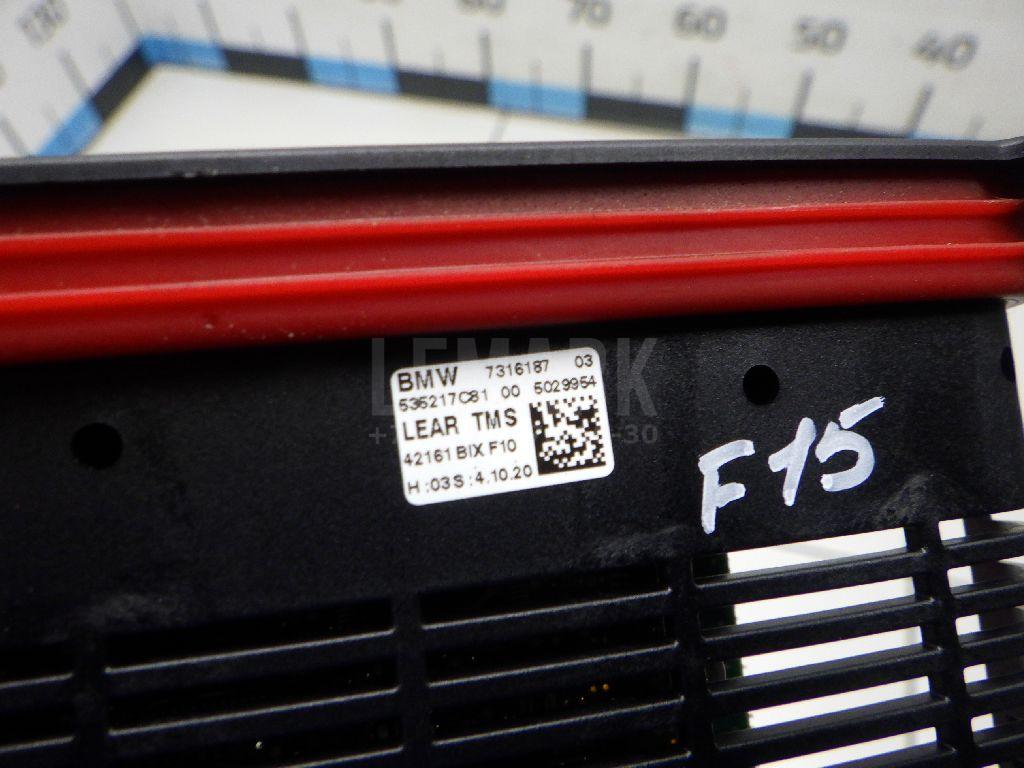 70 60 50 40
LEMARK
BMW 7316187 03
535217C81 00 5029954
LEAR TMS
42161 BIX F10
H:03S:4.10.20
F15